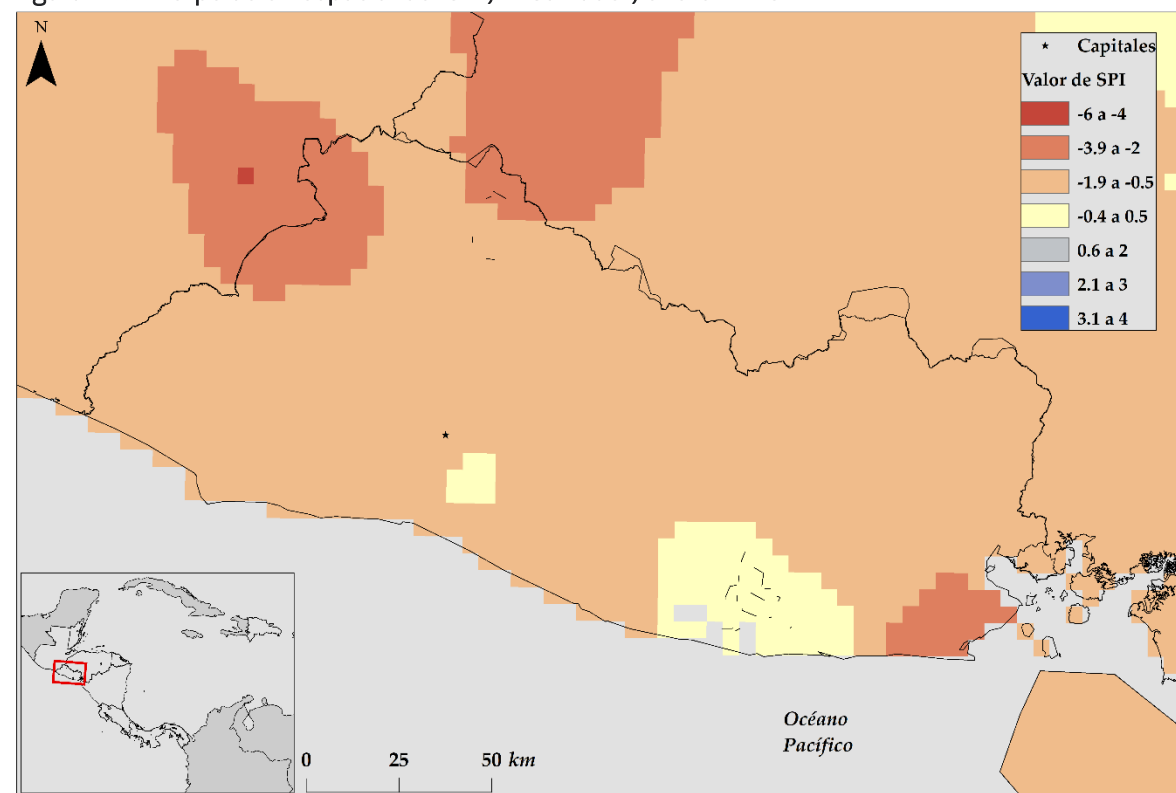 N
Capitales
Valor de SPI
-6 a -4
-3.9 a -2
-1.9 a -0.5
-0.4 a 0.5
0.6 a 2
2.1 a 3
3.1 a 4
Océano
Pacífico
0 25 50 km